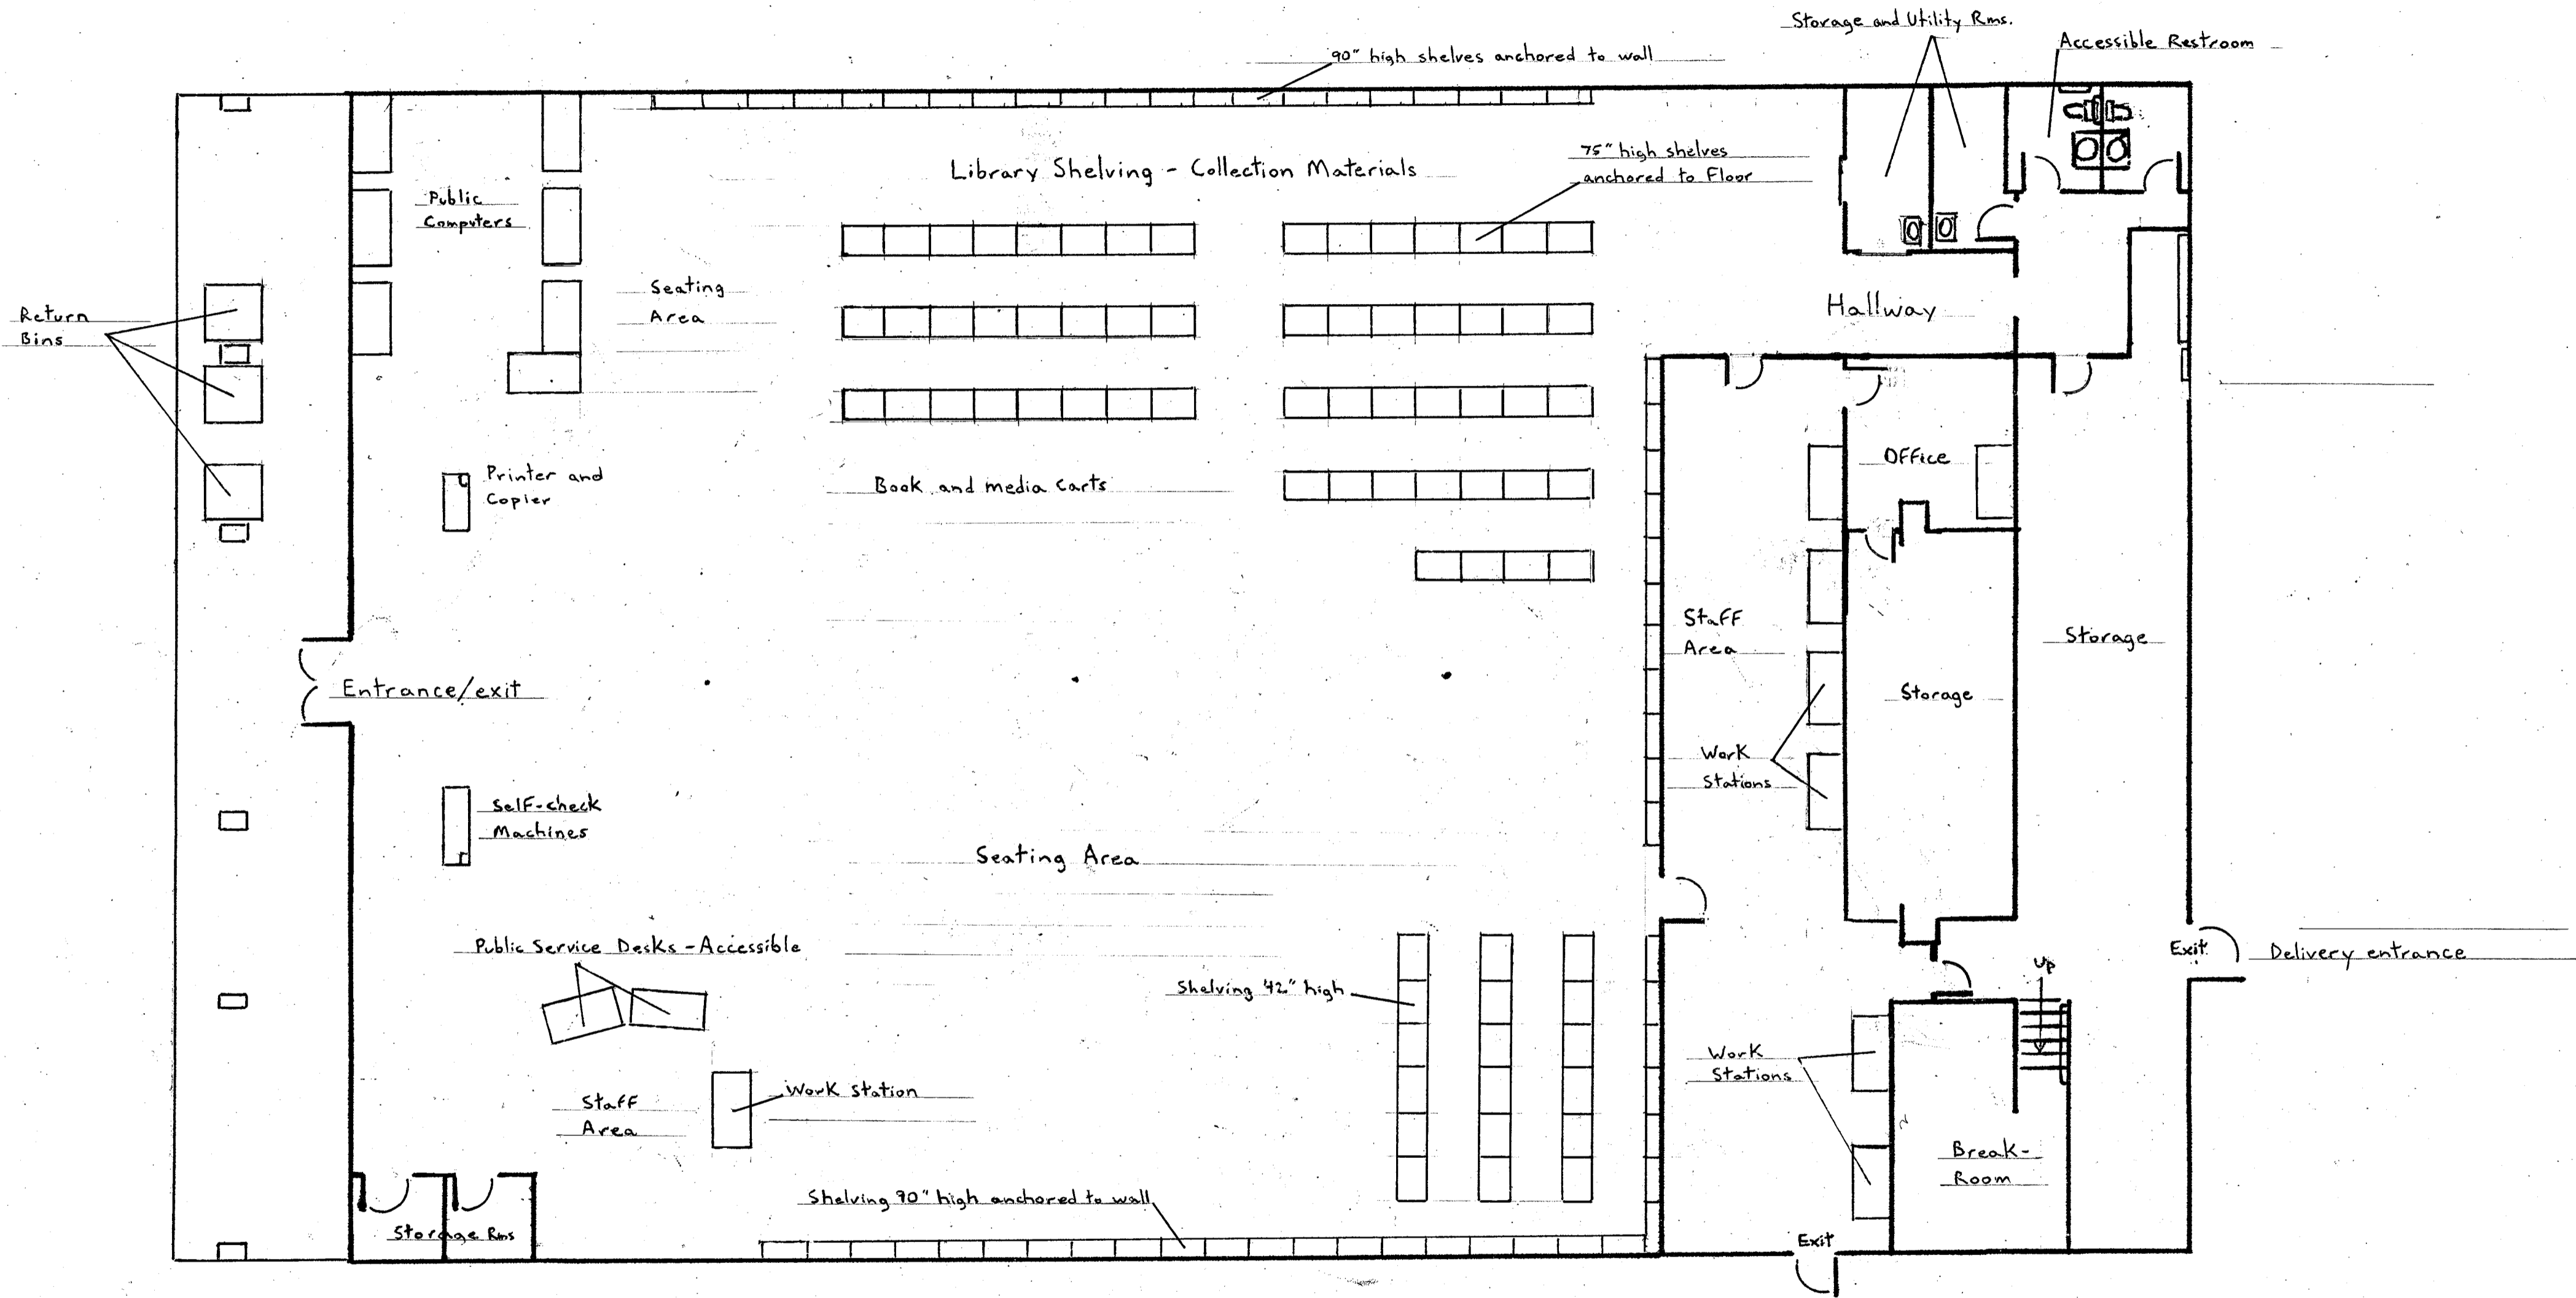 Storage and Utility Rms.
Accessible Restroom
90" high shelves anchored to wall
75" high shelves
anchored to Floor
Library Shelving - Collection Materials
Public
Computers
Seating
Area
Return
Bins
Hallway
Printer and
Copier
Book and media carts
Office
Staff
Area
Storage
Storage
Entrance/exit
Work
Stations
Self-check
Machines
Seating Area
Public Service Desks - Accessible
Exit
Delivery entrance
Up
Shelving 42" high
Work
Stations
Work Station
Staff
Area
Break-
Room
Shelving 90" high anchored to wall
Storage Rms
Exit